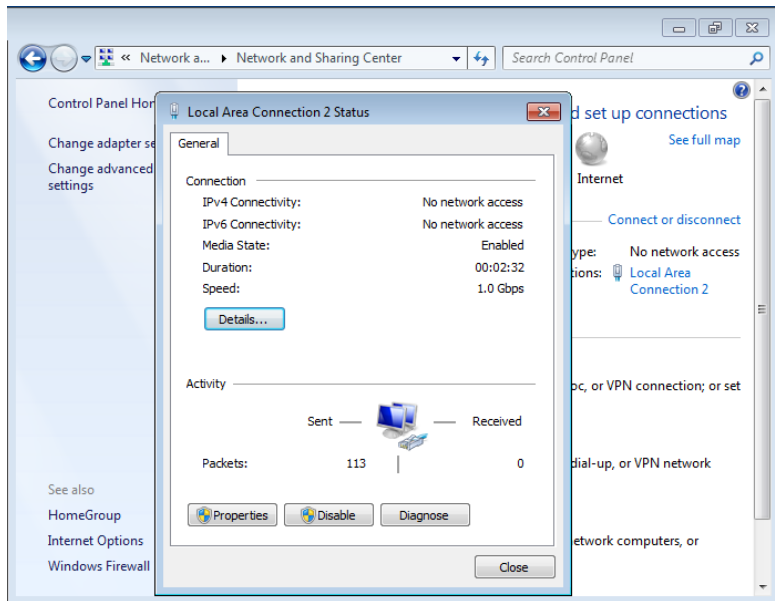 « Network a... Network and Sharing Center
Search Control Panel
Control Panel Hor
Change adapter se
Change advanced
settings
See also
HomeGroup
Internet Options
Windows Firewall
Local Area Connection 2 Status
General
Connection
IPv4 Connectivity: No network access
IPv6 Connectivity: No network access
Media State: Enabled
Duration: 00:02:32
Speed: 1.0 Gbps
Details...
Activity
Sent Received
Packets: 113 0
Properties Disable Diagnose
Close
d set up connections
See full map
Internet
Connect or disconnect
ype: No network access
tions: Local Area
Connection 2
oc, or VPN connection; or set
dial-up, or VPN network
etwork computers, or